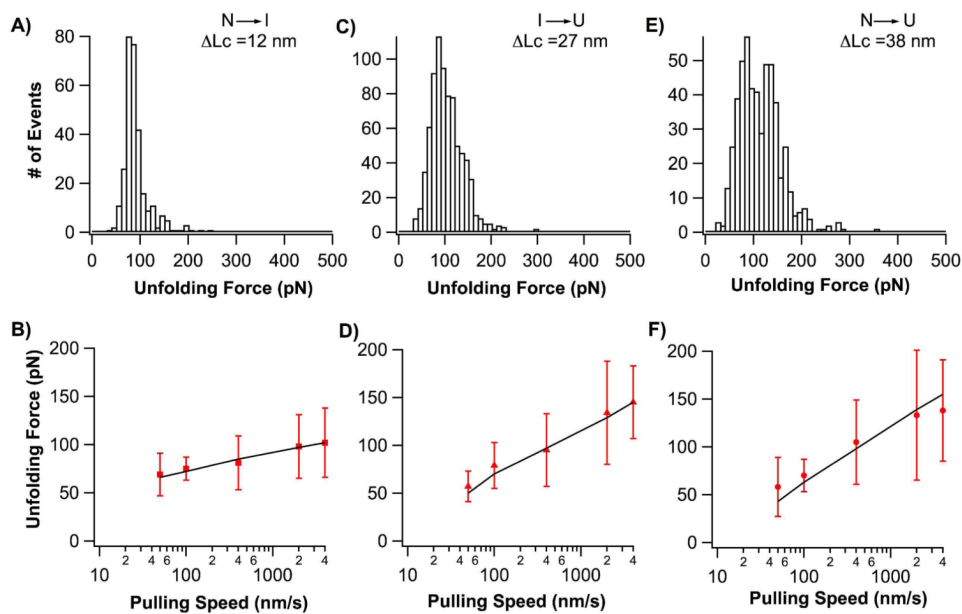 A)
N → I
ΔLc =12 nm
80
60
40
20
0
# of Events
0 100 200 300 400 500
Unfolding Force (pN)
C)
I → U
ΔLc =27 nm
100
80
60
40
20
0
0 100 200 300 400 500
Unfolding Force (pN)
E)
N → U
ΔLc =38 nm
50
40
30
20
10
0
0 100 200 300 400 500
Unfolding Force (pN)
B)
200
150
100
50
0
Unfolding Force (pN)
2 4 6 2 4 6 2 4
10 100 1000
Pulling Speed (nm/s)
D)
200
150
100
50
0
2 4 6 2 4 6 2 4
10 100 1000
Pulling Speed (nm/s)
F)
200
150
100
50
0
2 4 6 2 4 6 2 4
10 100 1000
Pulling Speed (nm/s)